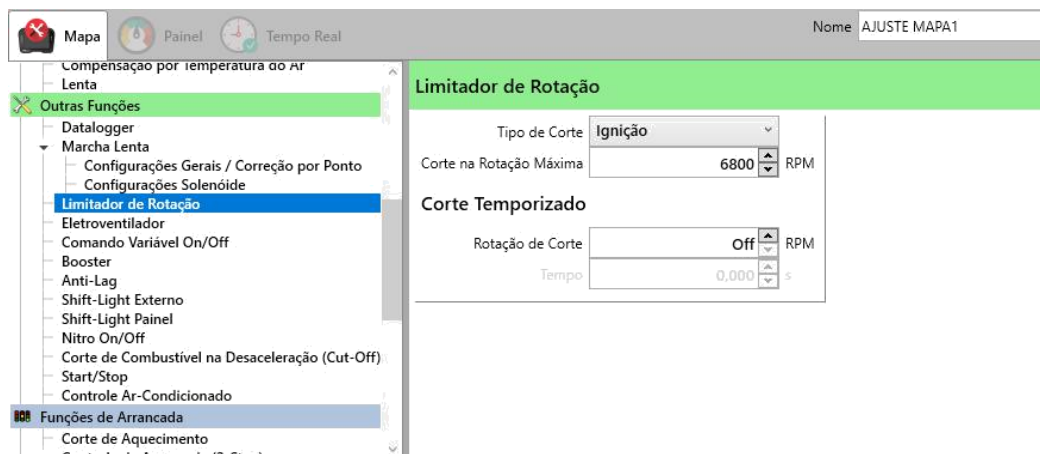 Mapa Painel Tempo Real Nome AJUSTE MAPA1
Compensação por Temperatura do Ar
Lenta
Outras Funções
Datalogger
Marcha Lenta
Configurações Gerais / Correção por Ponto
Configurações Solenóide
Limitador de Rotação
Eletroventilador
Comando Variável On/Off
Booster
Anti-Lag
Shift-Light Externo
Shift-Light Painel
Nitro On/Off
Corte de Combustível na Desaceleração (Cut-Off)
Start/Stop
Controle Ar-Condicionado
Funções de Arrancada
Corte de Aquecimento
Limitador de Rotação
Tipo de Corte Ignição
Corte na Rotação Máxima 6800 RPM
Corte Temporizado
Rotação de Corte Off RPM
Tempo 0,000 s